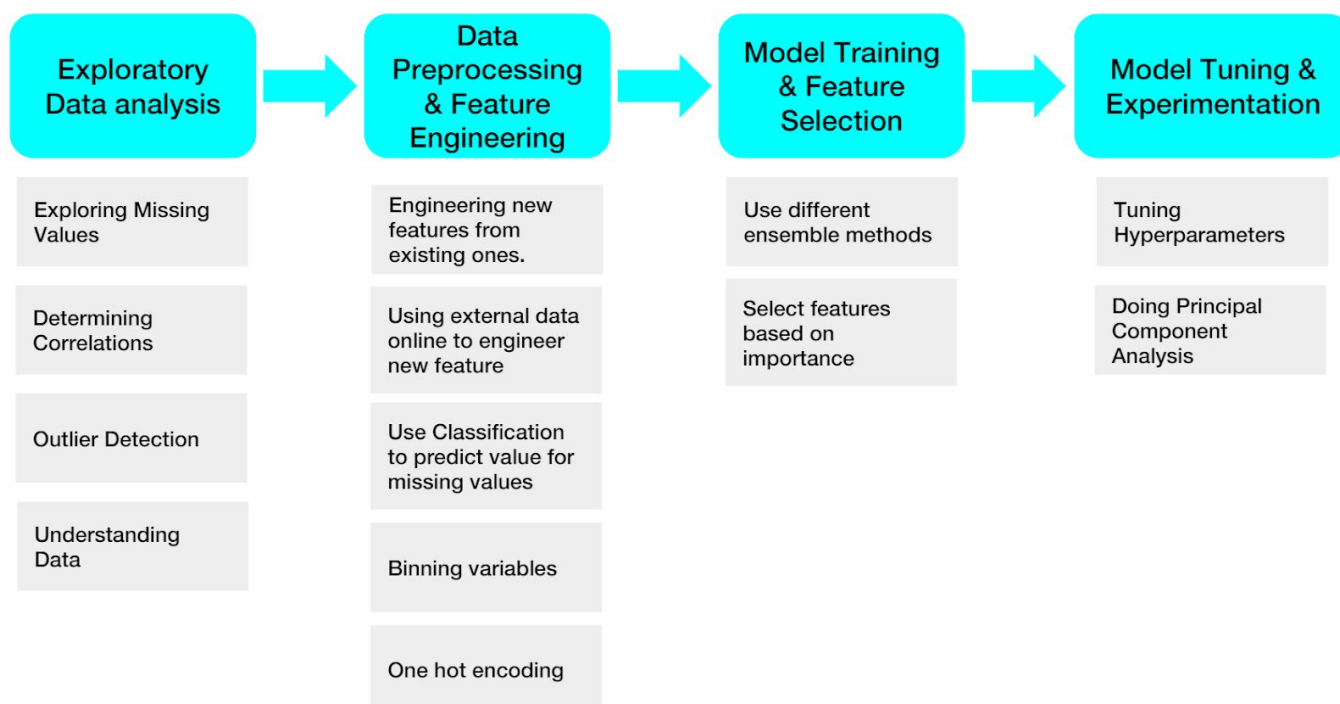 Exploratory
Data analysis
Data
Preprocessing
& Feature
Engineering
Model Training
& Feature
Selection
Model Tuning &
Experimentation
Exploring Missing
Values
Determining
Correlations
Outlier Detection
Understanding
Data
Engineering new
features from
existing ones.
Using external data
online to engineer
new feature
Use Classification
to predict value for
missing values
Binning variables
One hot encoding
Use different
ensemble methods
Select features
based on
importance
Tuning
Hyperparameters
Doing Principal
Component
Analysis